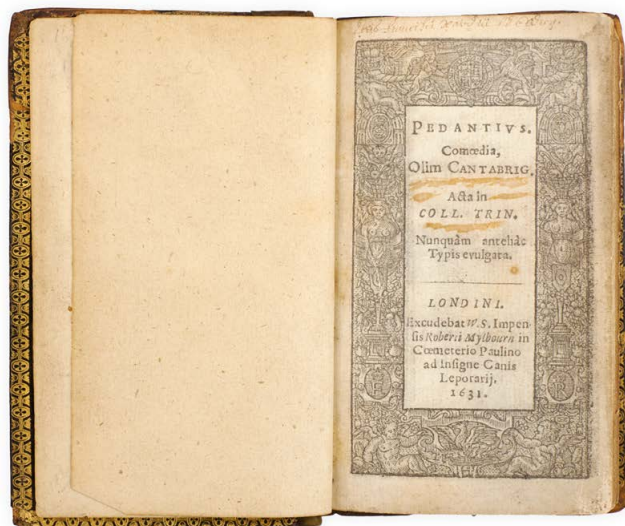 PEDANTIVS.
Comœdia,
Olim CANTABRIG.
Acta in
COLL. TRIN.
Nunquàm antehàc
Typis evulgata.
LONDINI.
Excudebat W. S. Impen-
sis Roberti Mylbourn in
Cœmeterio Paulino
ad Insigne Canis
Leporarij.
1631.